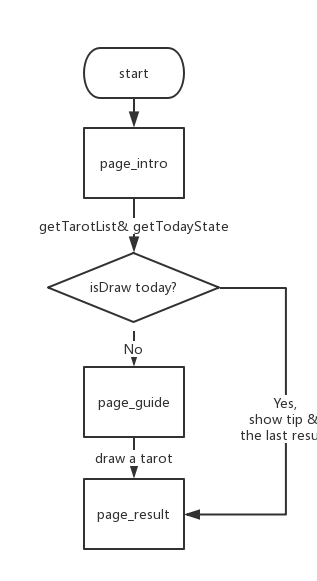 start
page_intro
getTarotList& getTodayState
isDraw today?
No
page_guide
Yes,
show tip &
the last resu
draw a tarot
page_result